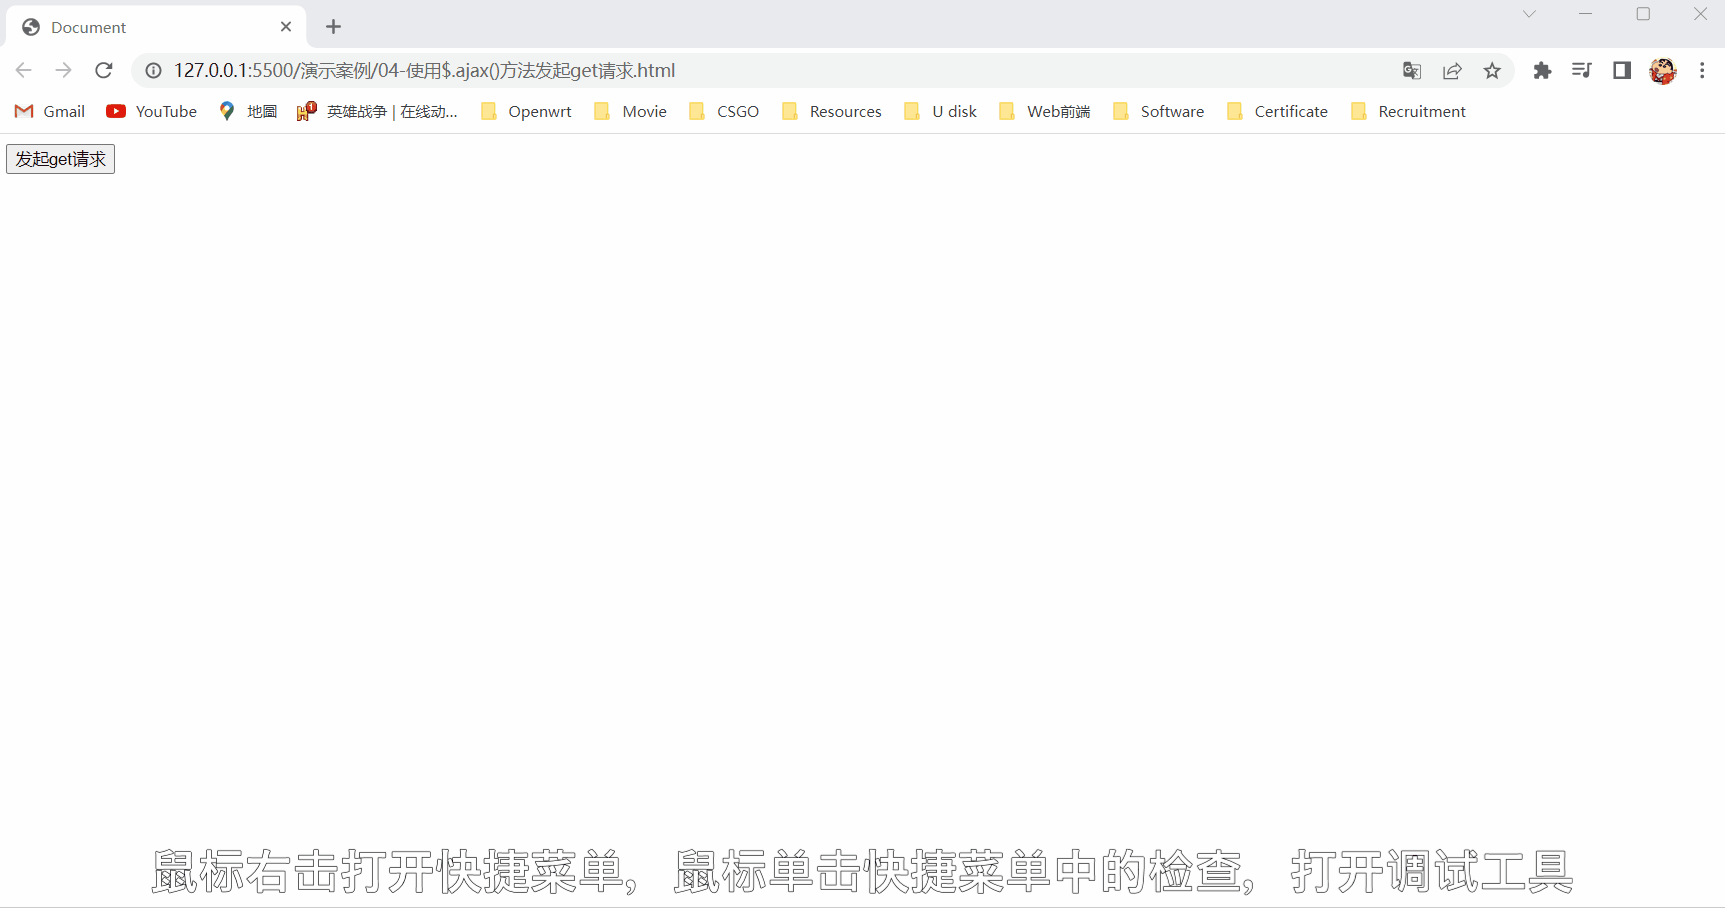 Document
127.0.0.1:5500/演示案例/04-使用$.ajax()方法发起get请求.html
Gmail YouTube 地圖 英雄战争 | 在线动... Openwrt Movie CSGO Resources U disk Web前端 Software Certificate Recruitment
发起get请求
鼠标右击打开快捷菜单，鼠标单击快捷菜单中的检查，打开调试工具